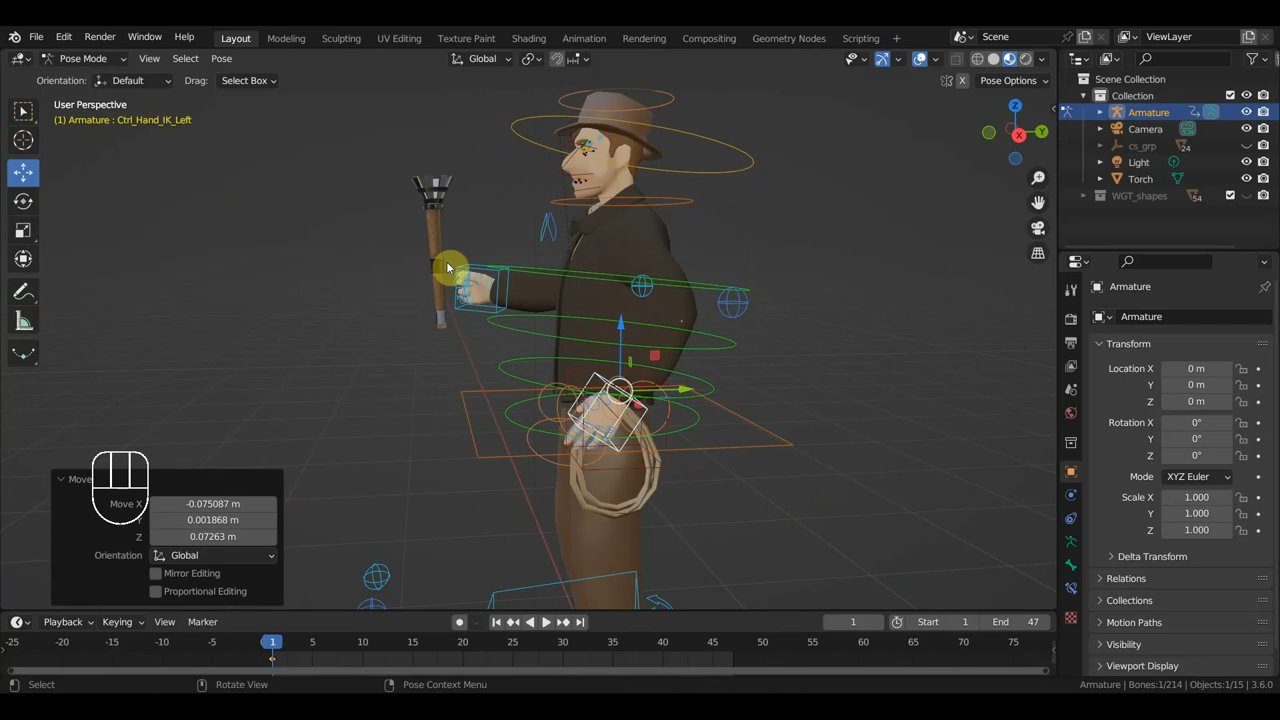 File Edit Render Window Help Layout Modeling Sculpting UV Editing Texture Paint Shading Animation Rendering Compositing Geometry Nodes Scripting + Scene ViewLayer
Pose Mode View Select Pose Global Pose Options
Orientation: Default Drag: Select Box X
User Perspective
(1) Armature : Ctrl_Hand_IK_Left
Z
Y
X
Move
Move X -0.075087 m
Y 0.001868 m
Z 0.07263 m
Orientation Global
Mirror Editing
Proportional Editing
Scene Collection
Collection
Armature
Camera
cs_grp 24
Light
Torch
WGT_shapes 54
Armature
Armature
Transform
Location X 0 m
Y 0 m
Z 0 m
Rotation X 0°
Y 0°
Z 0°
Mode XYZ Euler
Scale X 1.000
Y 1.000
Z 1.000
Delta Transform
Relations
Collections
Motion Paths
Visibility
Viewport Display
Playback Keying View Marker 1 Start 1 End 47
-25 -20 -15 -10 -5 1 5 10 15 20 25 30 35 40 45 50 55 60 65 70 75
Select Rotate View Pose Context Menu Armature | Bones:1/214 | Objects:1/15 | 3.6.0